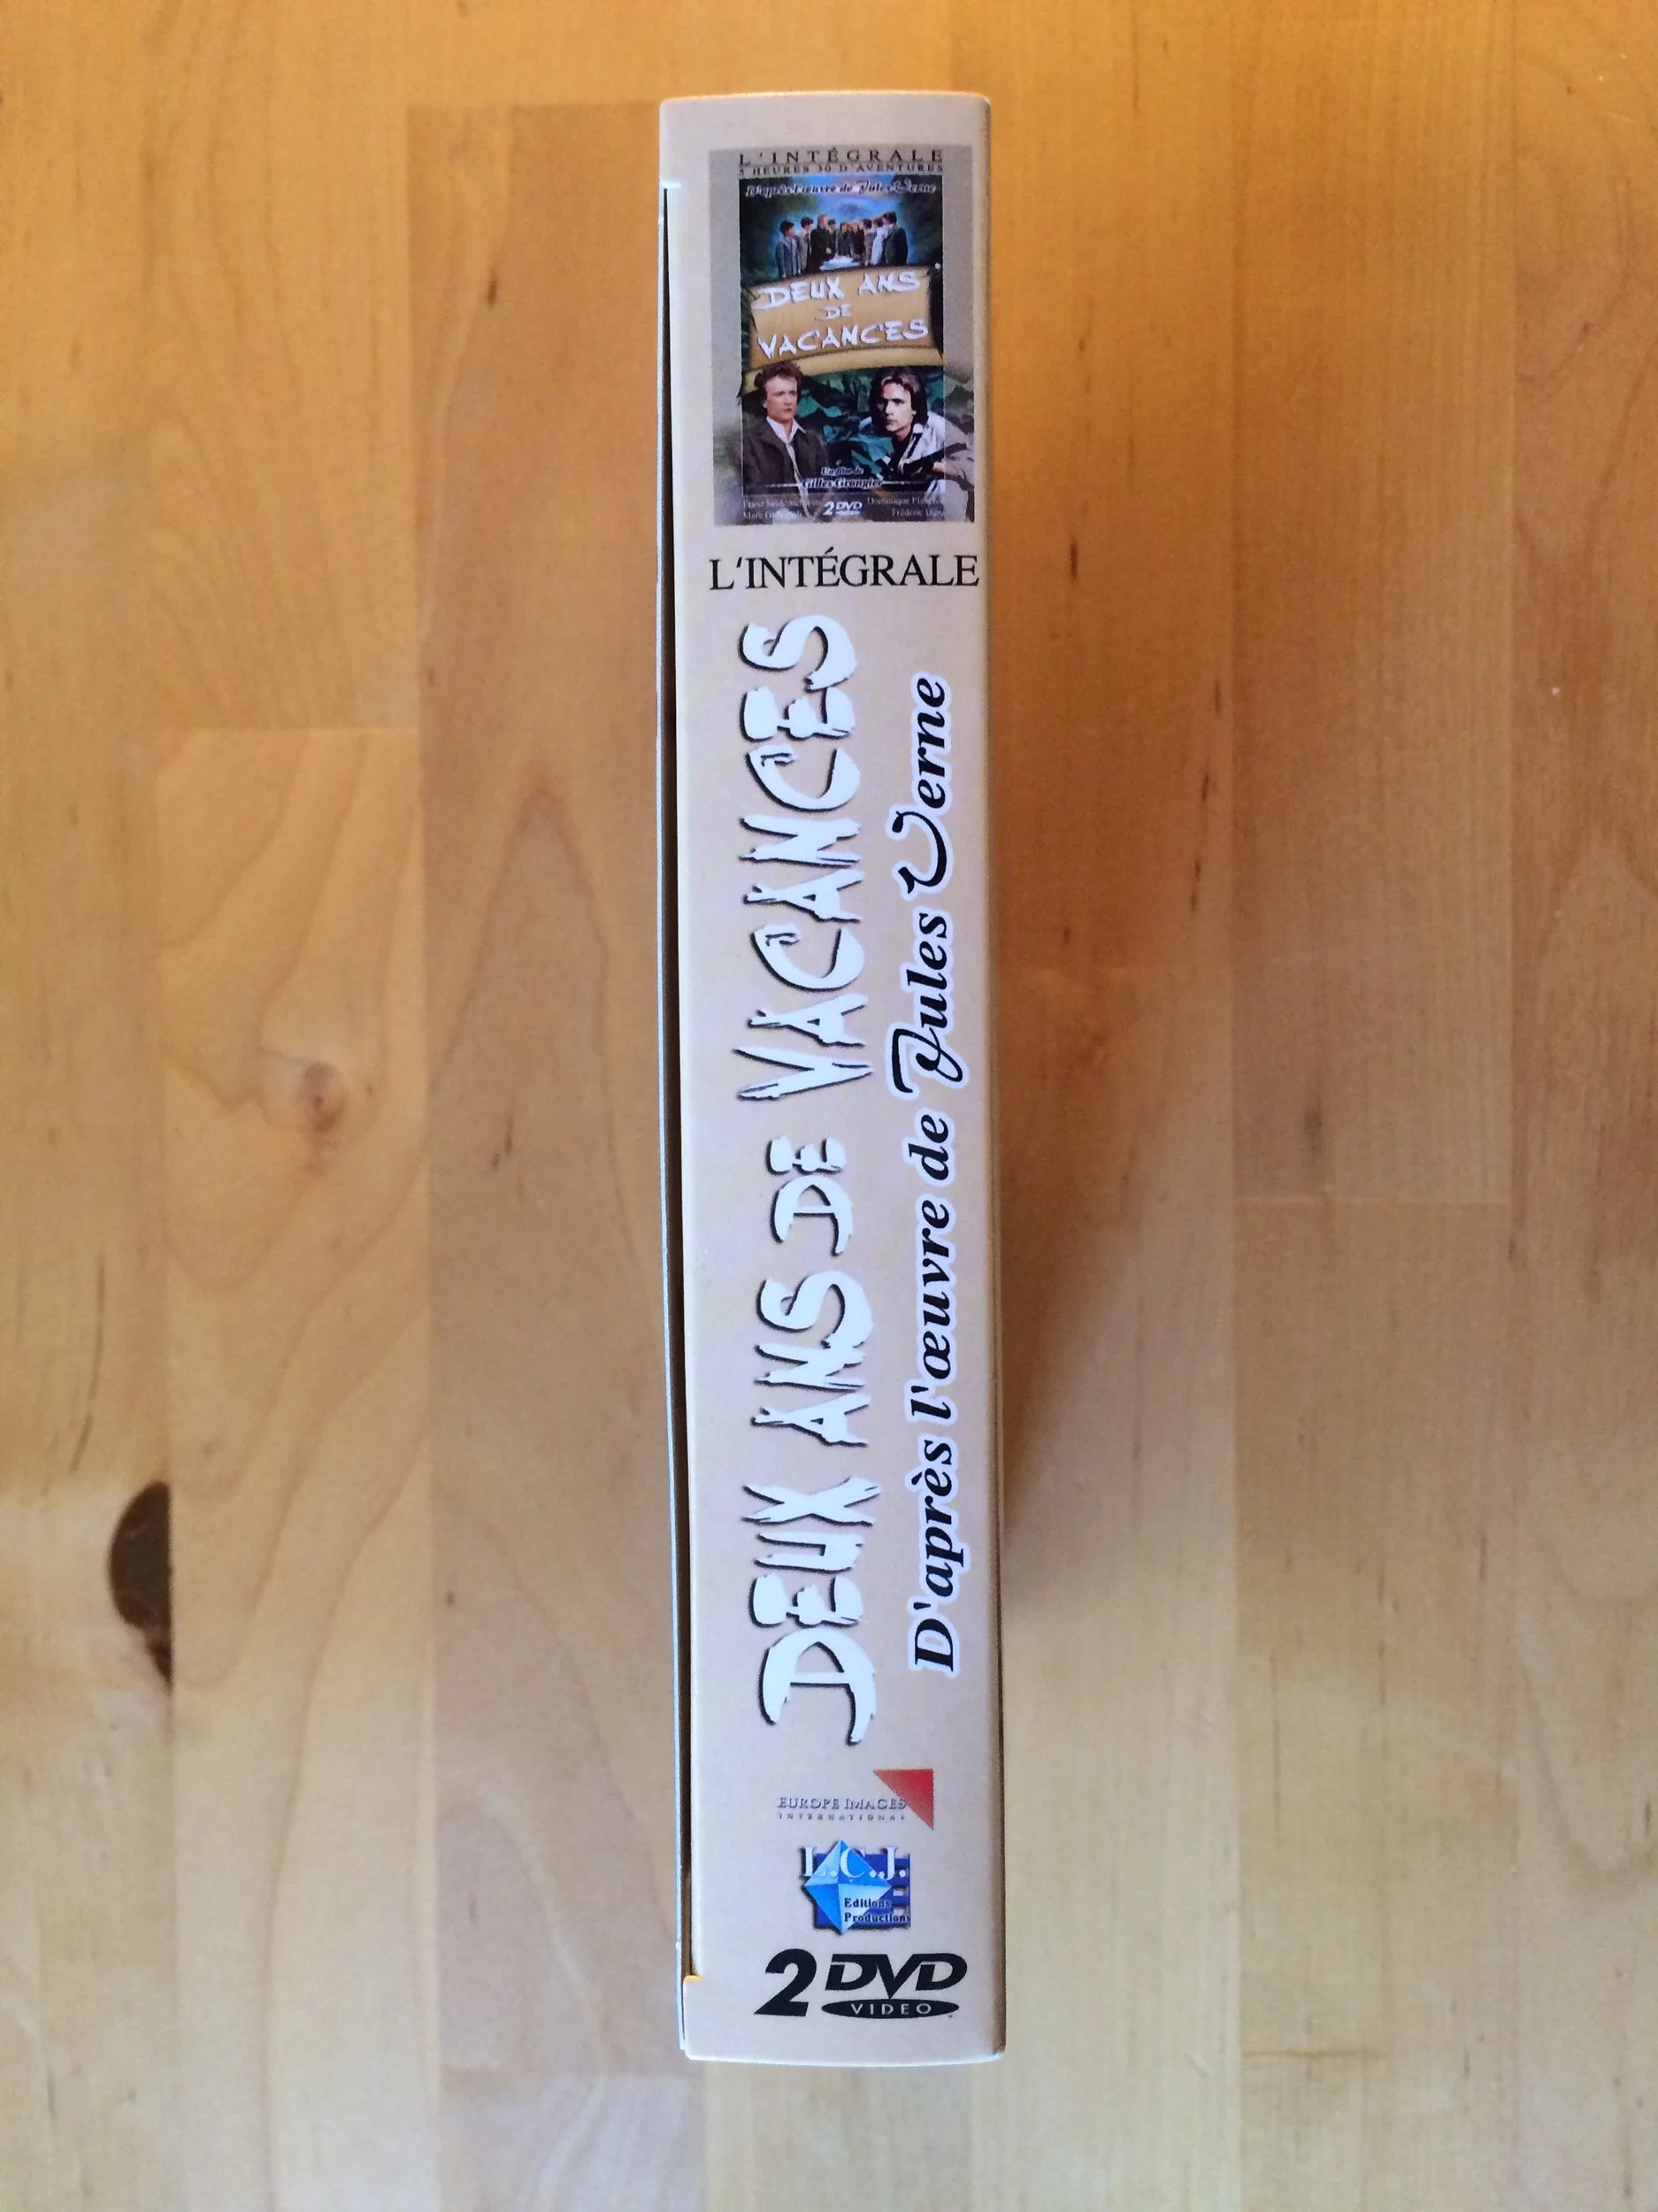 L'INTÉGRALE
5 HEURES 30 D'AVENTURES
D'après l'œuvre de Jules Verne
DEUX ANS
DE
VACANCES
Un film de
Gilles Grangier
2 DVD
L'INTÉGRALE
DEUX ANS DE VACANCES
D'après l'œuvre de Jules Verne
EUROPE IMAGES
INTERNATIONAL
L.C.J.
Editions
Productions
2 DVD
VIDEO